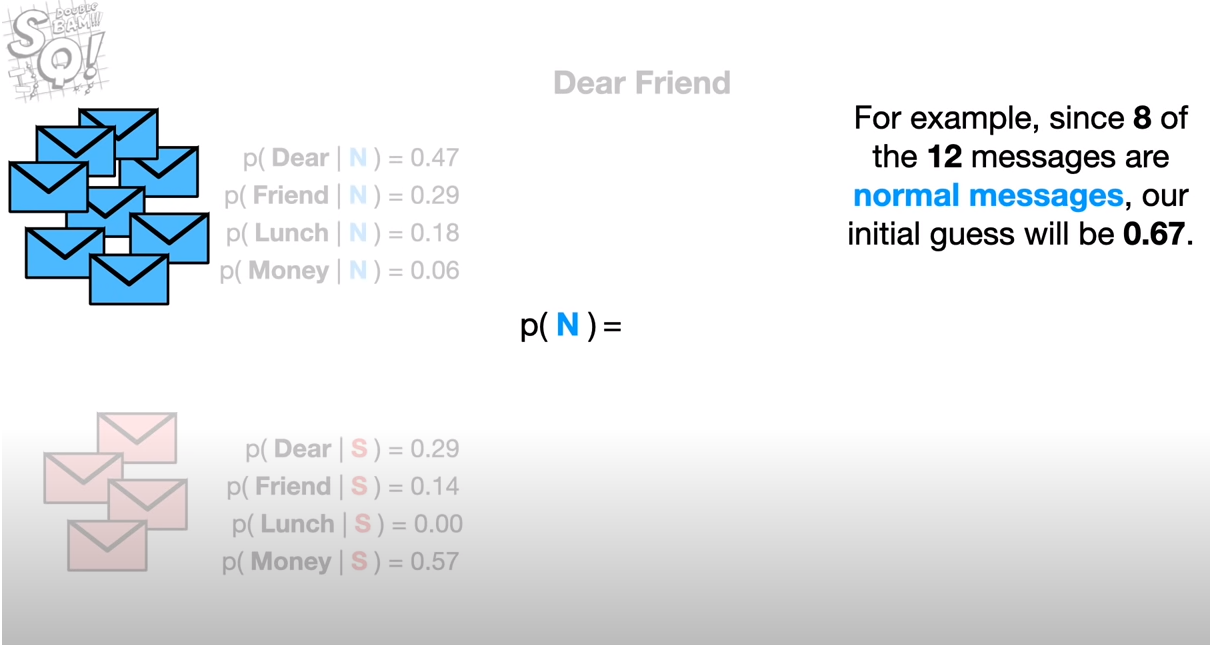 DOUBLE
BAM!!!
SQ!
Dear Friend
For example, since 8 of
the 12 messages are
normal messages, our
initial guess will be 0.67.
p( Dear | N ) = 0.47
p( Friend | N ) = 0.29
p( Lunch | N ) = 0.18
p( Money | N ) = 0.06
p( N ) =
p( Dear | S ) = 0.29
p( Friend | S ) = 0.14
p( Lunch | S ) = 0.00
p( Money | S ) = 0.57